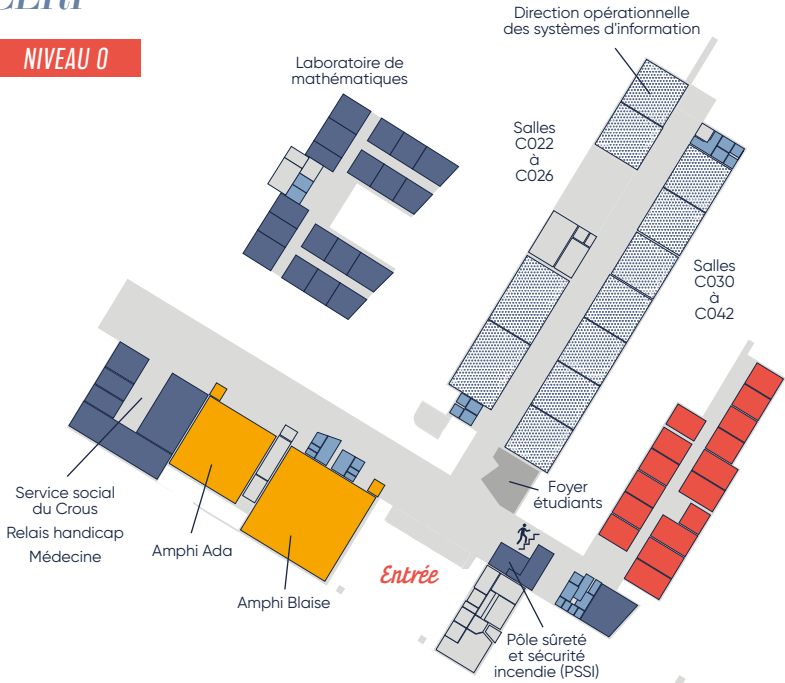 NIVEAU 0
Direction opérationnelle
des systèmes d'information
Laboratoire de
mathématiques
Salles
C022
à
C026
Salles
C030
à
C042
Service social
du Crous
Relais handicap
Médecine
Amphi Ada
Amphi Blaise
Entrée
Foyer
étudiants
Pôle sûreté
et sécurité
incendie (PSSI)